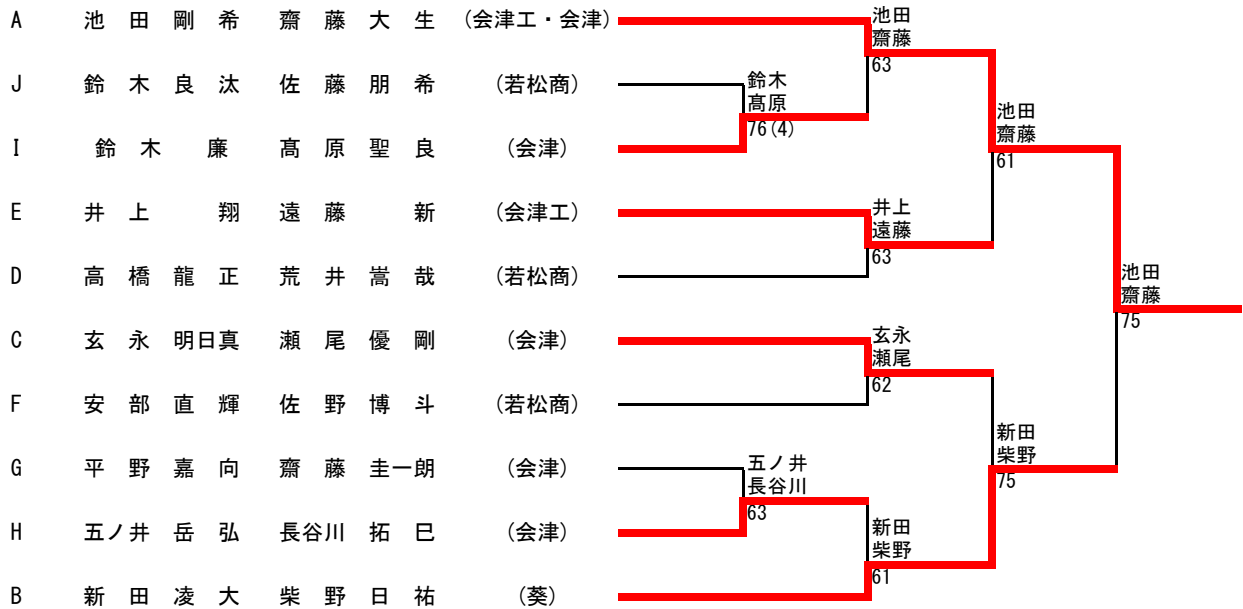 A 池田剛希 齋藤大生 (会津工・会津)
J 鈴木良汰 佐藤朋希 (若松商)
I 鈴木廉 髙原聖良 (会津)
E 井上翔 遠藤新 (会津工)
D 高橋龍正 荒井嵩哉 (若松商)
C 玄永明日真 瀬尾優剛 (会津)
F 安部直輝 佐野博斗 (若松商)
G 平野嘉向 齋藤圭一朗 (会津)
H 五ノ井岳弘 長谷川拓巳 (会津)
B 新田凌大 柴野日祐 (葵)
鈴木
髙原
76(4)
五ノ井
長谷川
63
池田
齋藤
63
井上
遠藤
63
玄永
瀬尾
62
新田
柴野
61
池田
齋藤
61
新田
柴野
75
池田
齋藤
75